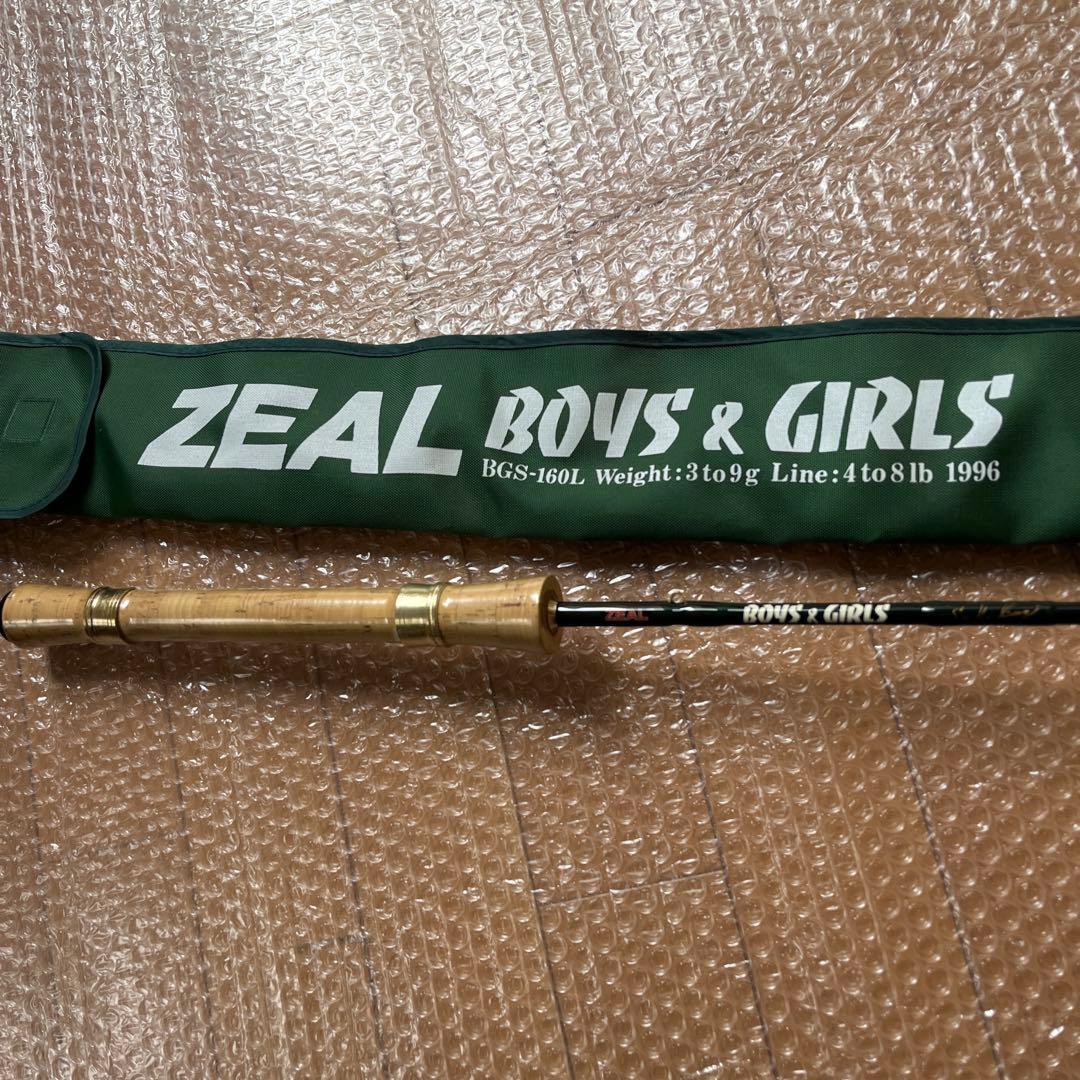 ZEAL BOYS & GIRLS
BGS-160L Weight:3 to 9g Line:4 to 8 lb 1996
ZEAL BOYS & GIRLS